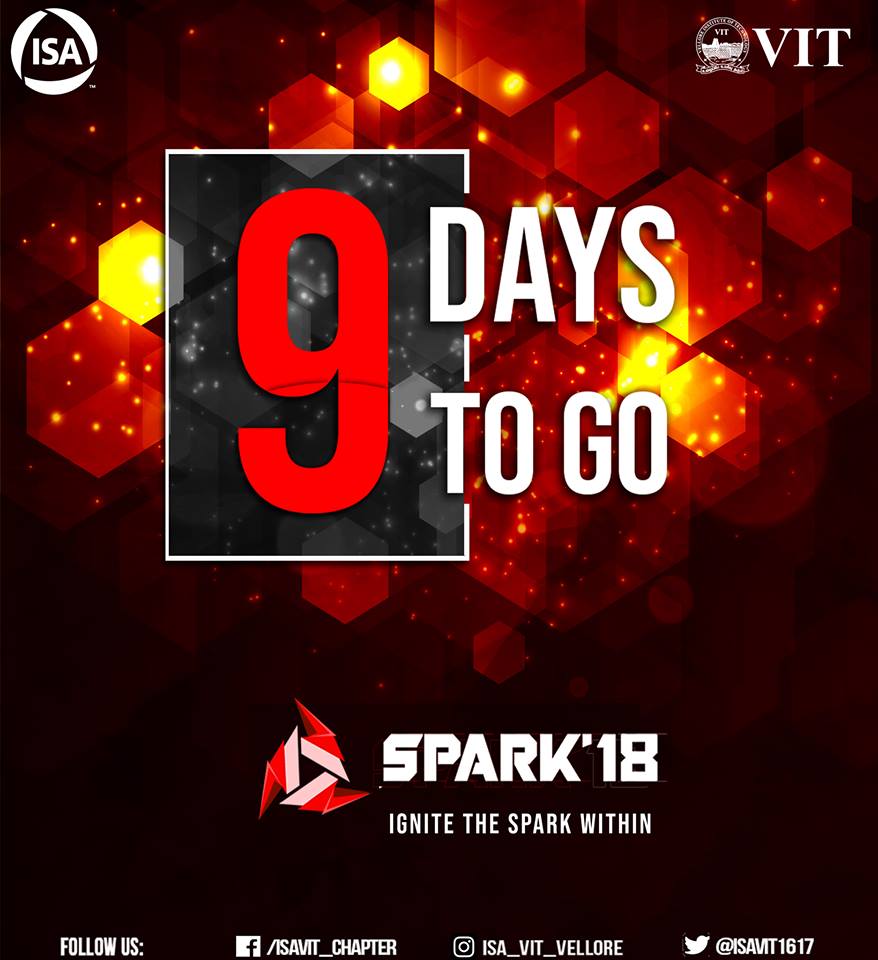 ISA
VIT
9
DAYS
TO GO
SPARK'18
IGNITE THE SPARK WITHIN
FOLLOW US: /ISAVIT_CHAPTER ISA_VIT_VELLORE @ISAVIT1617